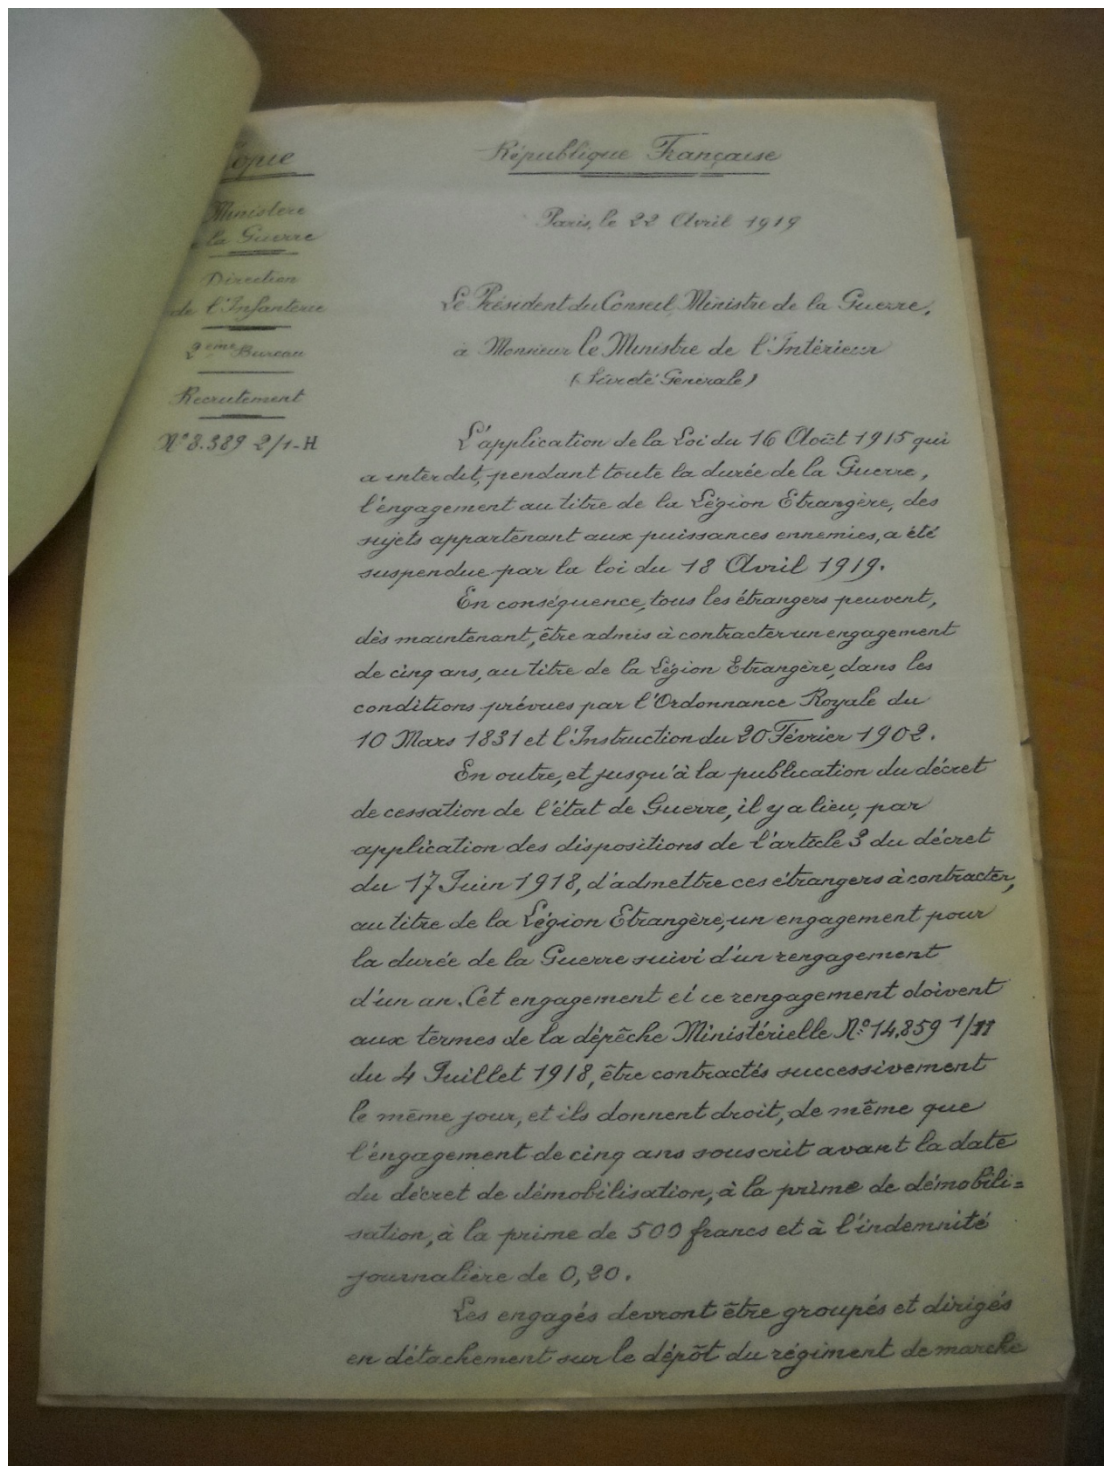 Copie
Ministère
de la Guerre
Direction
de l'Infanterie
2ème Bureau
Recrutement
N° 8.389 2/1-H
République Française
Paris, le 22 Avril 1919
Le Président du Conseil, Ministre de la Guerre,
à Monsieur le Ministre de l'Intérieur
(Sûreté Générale)
L'application de la Loi du 16 Août 1915 qui
a interdit, pendant toute la durée de la Guerre,
l'engagement au titre de la Légion Etrangère, des
sujets appartenant aux puissances ennemies, a été
suspendue par la loi du 18 Avril 1919.
En conséquence, tous les étrangers peuvent,
dès maintenant, être admis à contracter un engagement
de cinq ans, au titre de la Légion Etrangère, dans les
conditions prévues par l'Ordonnance Royale du
10 Mars 1831 et l'Instruction du 20 Février 1902.
En outre, et jusqu'à la publication du décret
de cessation de l'état de Guerre, il y a lieu, par
application des dispositions de l'article 3 du décret
du 17 Juin 1918, d'admettre ces étrangers à contracter,
au titre de la Légion Etrangère, un engagement pour
la durée de la Guerre suivi d'un rengagement
d'un an. Cet engagement et ce rengagement doivent
aux termes de la dépêche Ministérielle N° 14.859 1/11
du 4 Juillet 1918, être contractés successivement
le même jour, et ils donnent droit, de même que
l'engagement de cinq ans souscrit avant la date
du décret de démobilisation, à la prime de démobili=
sation, à la prime de 500 francs et à l'indemnité
journalière de 0,20.
Les engagés devront être groupés et dirigés
en détachement sur le dépôt du régiment de marche